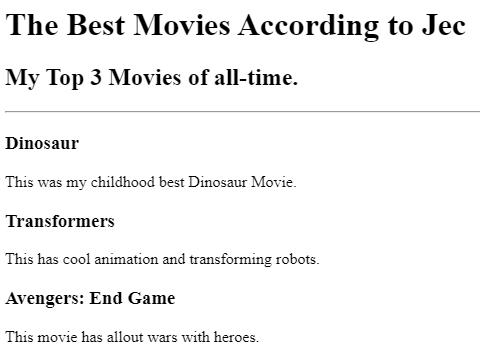 The Best Movies According to Jec
My Top 3 Movies of all-time.
Dinosaur
This was my childhood best Dinosaur Movie.
Transformers
This has cool animation and transforming robots.
Avengers: End Game
This movie has allout wars with heroes.